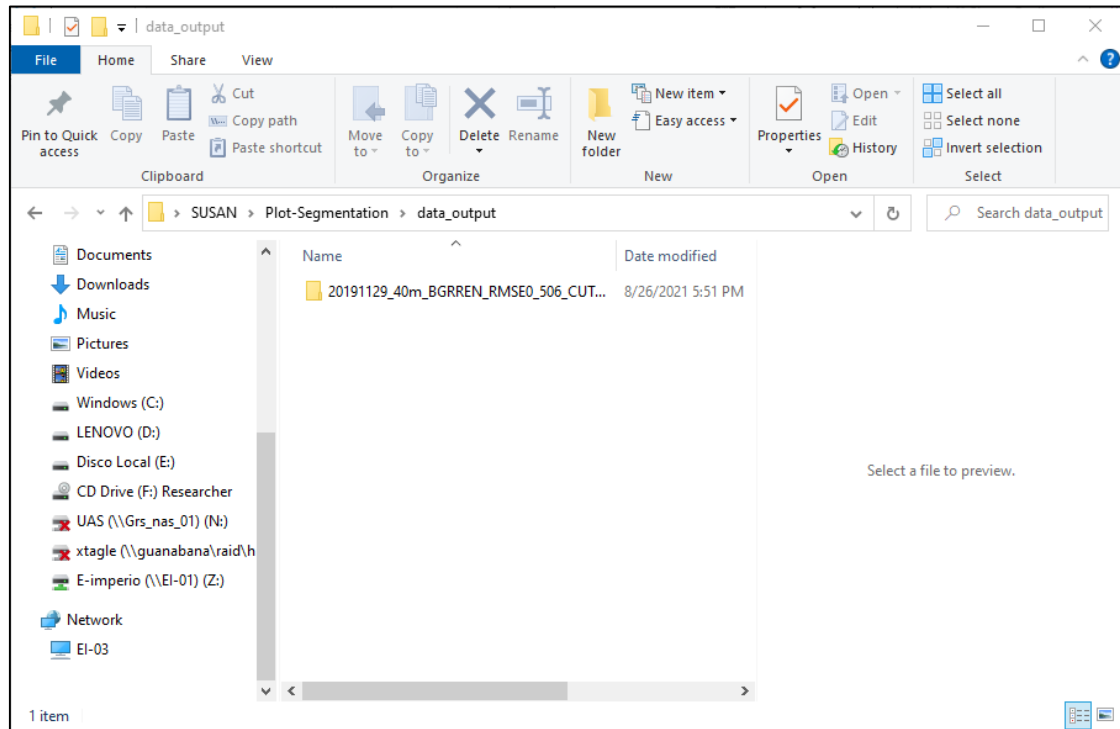 data_output
File Home Share View
Pin to Quick access
Copy
Paste
Cut
Copy path
Paste shortcut
Move to
Copy to
Delete
Rename
New folder
New item
Easy access
Properties
Open
Edit
History
Select all
Select none
Invert selection
Clipboard Organize New Open Select
SUSAN > Plot-Segmentation > data_output
Search data_output
Name Date modified
20191129_40m_BGRREN_RMSE0_506_CUT... 8/26/2021 5:51 PM
Documents
Downloads
Music
Pictures
Videos
Windows (C:)
LENOVO (D:)
Disco Local (E:)
CD Drive (F:) Researcher
UAS (\\Grs_nas_01) (N:)
xtagle (\\guanabana\raid\h
E-imperio (\\EI-01) (Z:)
Network
EI-03
Select a file to preview.
1 item